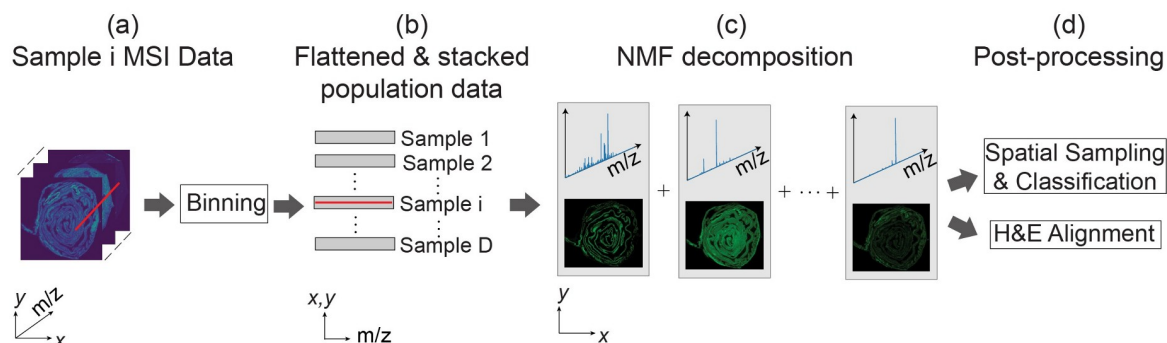 (a)
Sample i MSI Data
(b)
Flattened & stacked
population data
(c)
NMF decomposition
(d)
Post-processing
Binning
Sample 1
Sample 2
Sample i
Sample D
m/z
+
m/z
+ ··· +
m/z
Spatial Sampling
& Classification
H&E Alignment
y
m/z
x
x,y
m/z
y
x